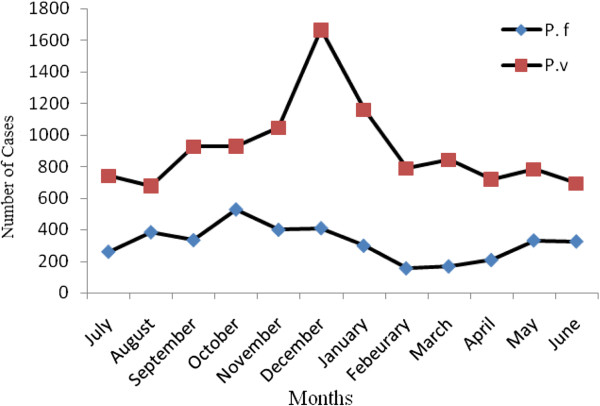 1800
1600
1400
1200
1000
800
600
400
200
0
Number of Cases
P. f
P.v
July
August
September
October
November
December
January
Febeurary
March
April
May
June
Months